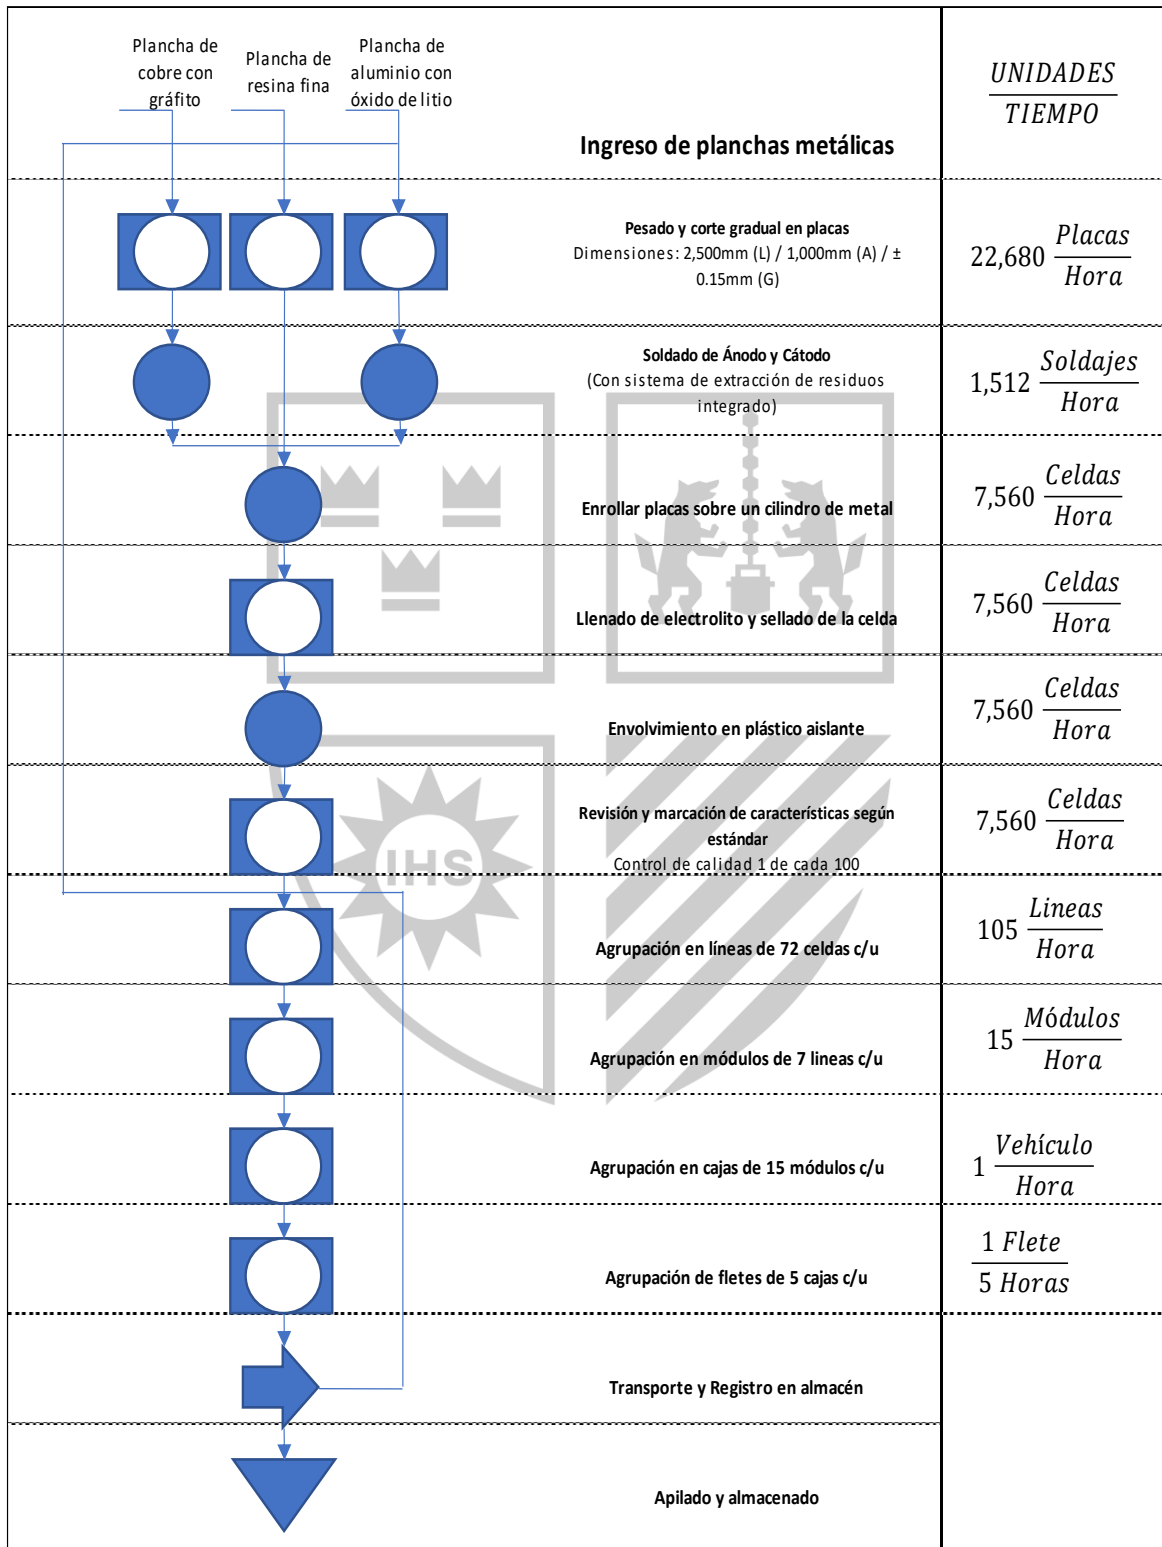 Plancha de
cobre con
gráfito
Plancha de
resina fina
Plancha de
aluminio con
óxido de litio
UNIDADES
TIEMPO
Ingreso de planchas metálicas
Pesado y corte gradual en placas
Dimensiones: 2,500mm (L) / 1,000mm (A) / ±
0.15mm (G)
22,680 Placas
Hora
Soldado de Ánodo y Cátodo
(Con sistema de extracción de residuos
integrado)
1,512 Soldajes
Hora
Enrollar placas sobre un cilindro de metal
7,560 Celdas
Hora
Llenado de electrolito y sellado de la celda
7,560 Celdas
Hora
Envolvimiento en plástico aislante
7,560 Celdas
Hora
Revisión y marcación de características según
estándar
Control de calidad 1 de cada 100
7,560 Celdas
Hora
IHS
Agrupación en líneas de 72 celdas c/u
105 Lineas
Hora
Agrupación en módulos de 7 lineas c/u
15 Módulos
Hora
Agrupación en cajas de 15 módulos c/u
1 Vehículo
Hora
Agrupación de fletes de 5 cajas c/u
1 Flete
5 Horas
Transporte y Registro en almacén
Apilado y almacenado